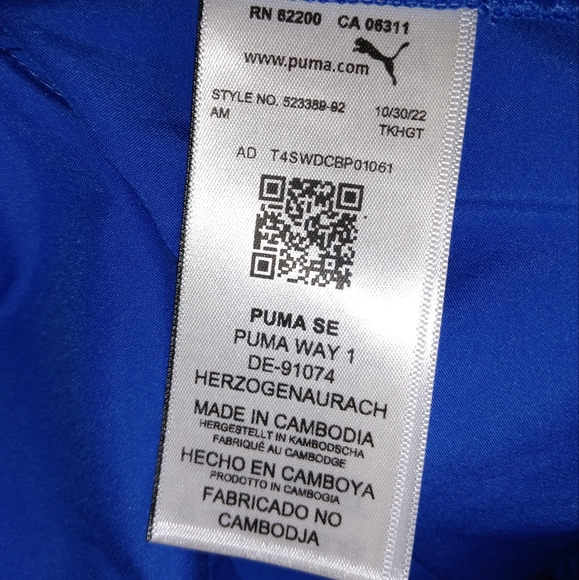 RN 62200 CA 06311
www.puma.com
STYLE NO. 523389-92 10/30/22
AM TKHGT
AD T4SWDCBP01061
PUMA SE
PUMA WAY 1
DE-91074
HERZOGENAURACH
MADE IN CAMBODIA
HERGESTELLT IN KAMBODSCHA
FABRIQUÉ AU CAMBODGE
HECHO EN CAMBOYA
PRODOTTO IN CAMBOGIA
FABRICADO NO
CAMBODJA